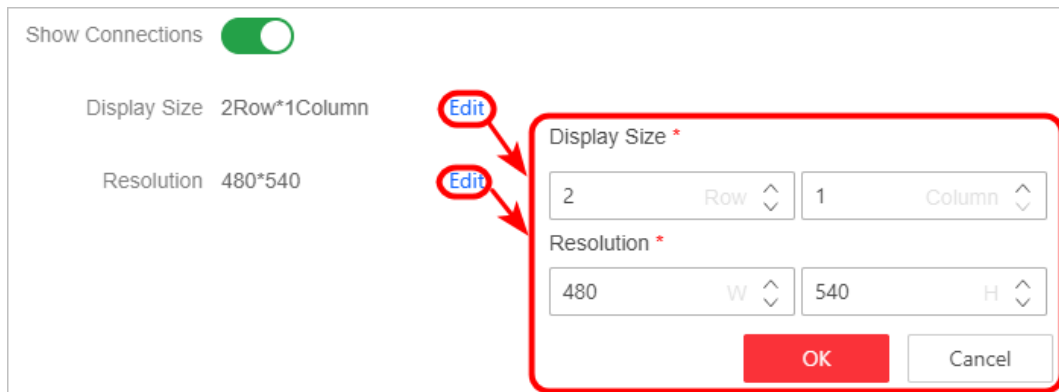 Show Connections
Display Size 2Row*1Column Edit
Resolution 480*540 Edit
Display Size *
2 Row 1 Column
Resolution *
480 W 540 H
OK Cancel